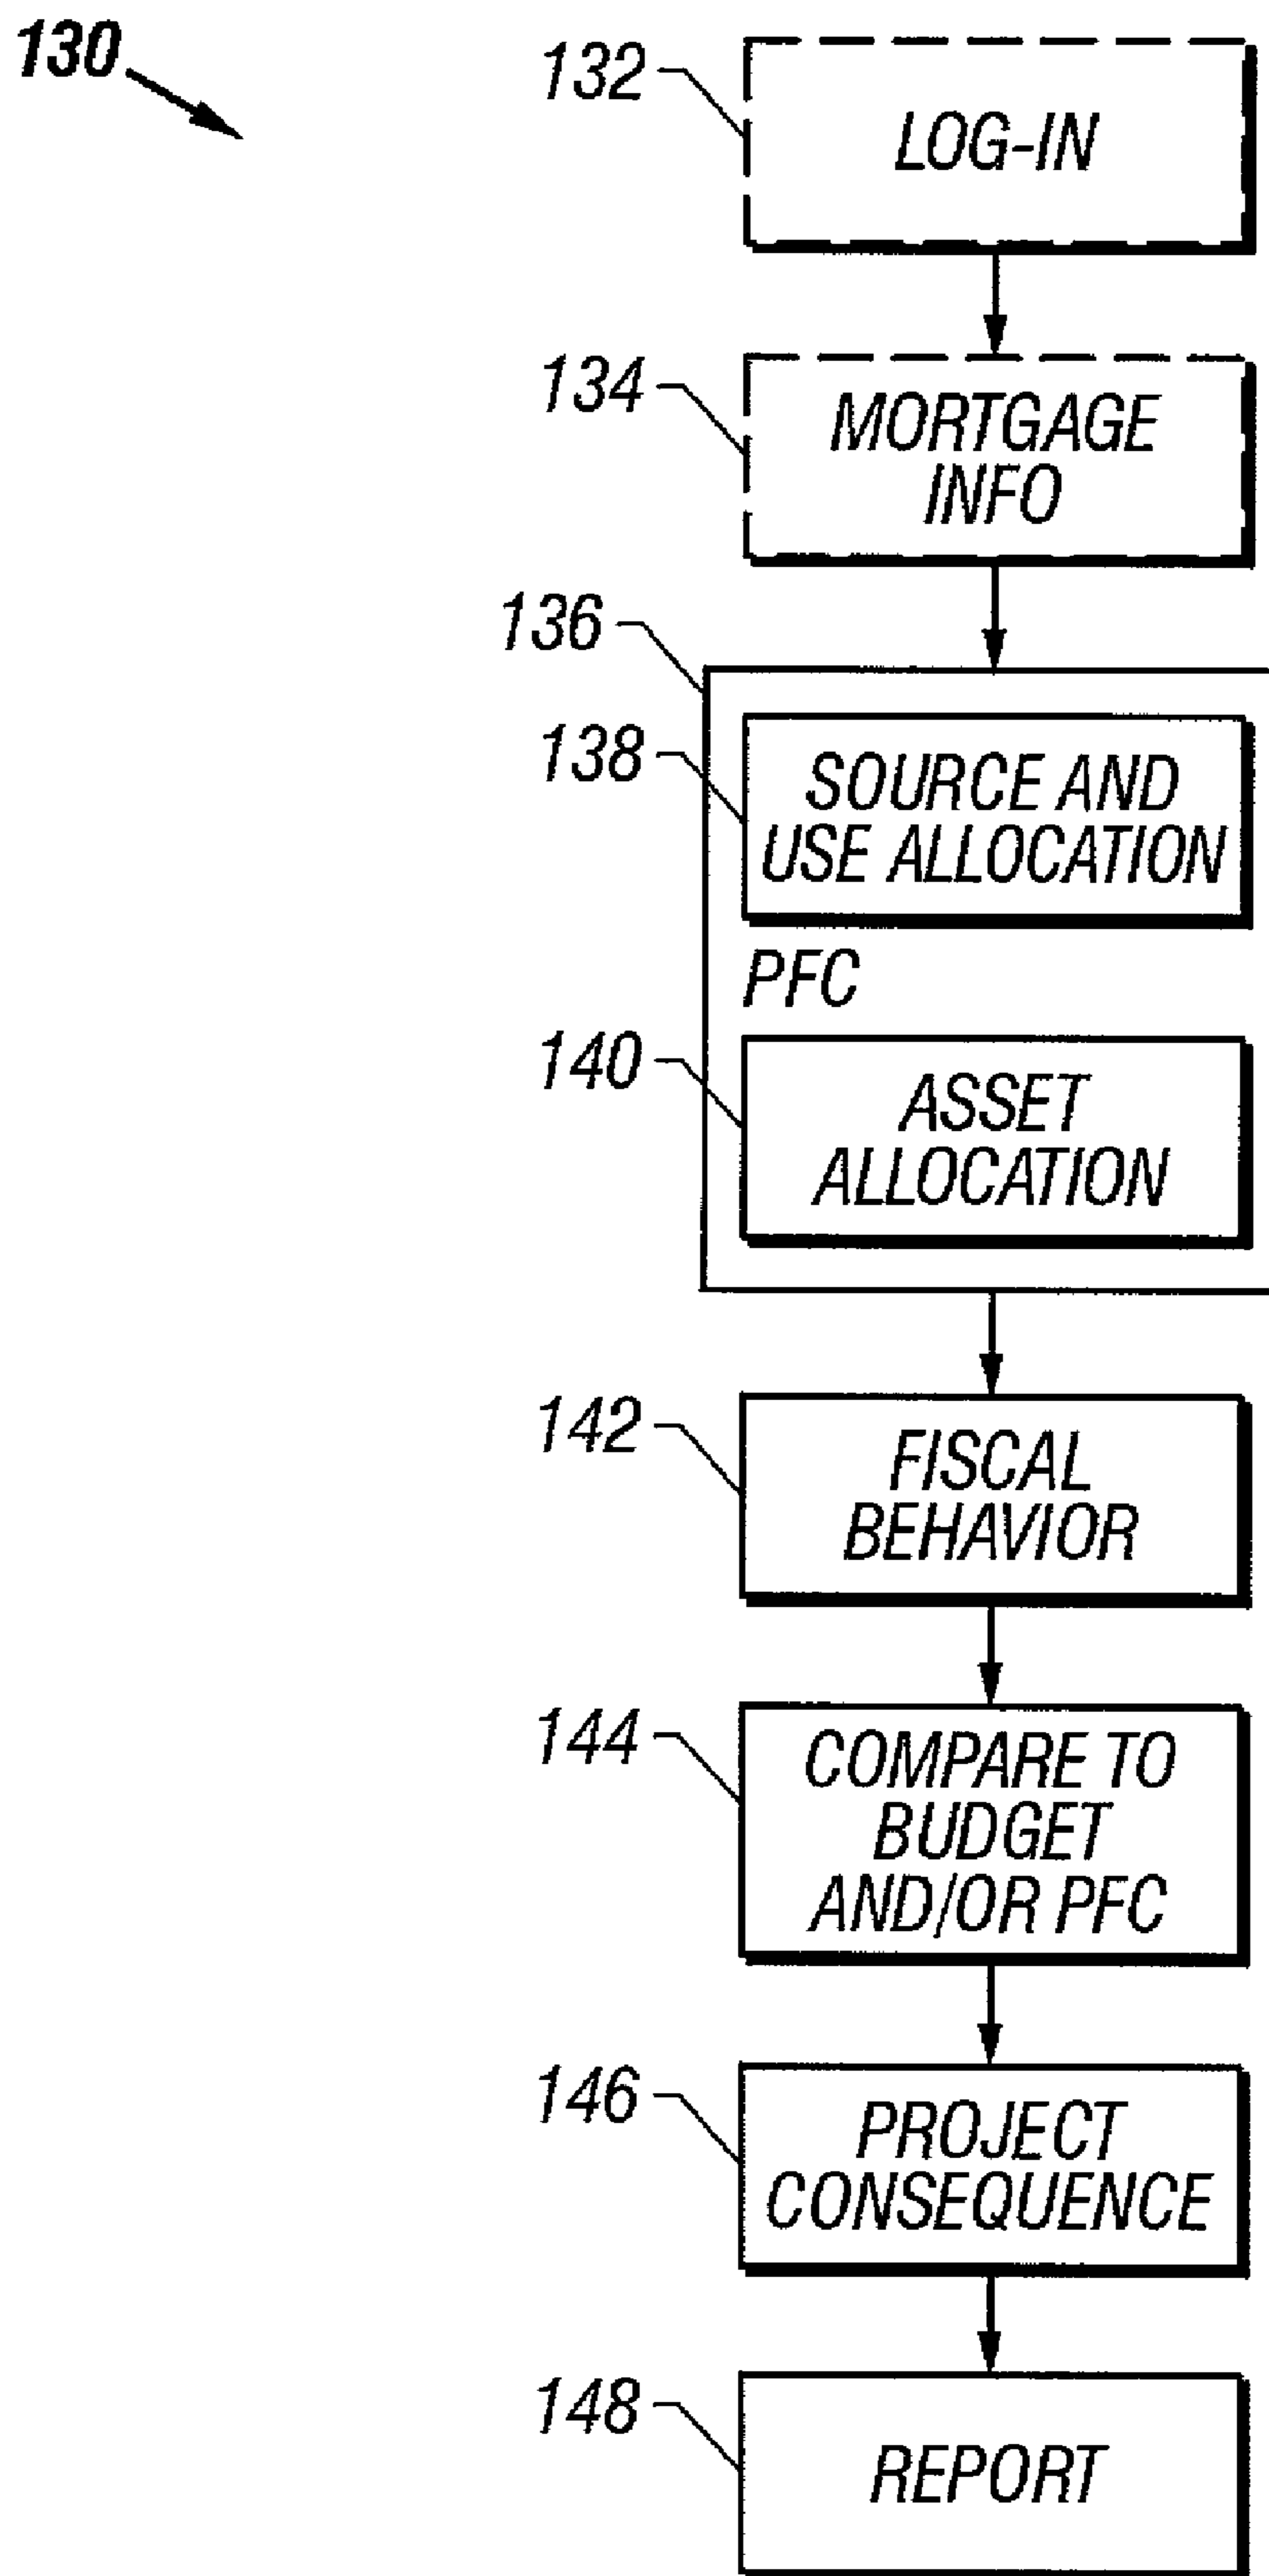 130
132
LOG-IN
134
MORTGAGE
INFO
136
138
SOURCE AND
USE ALLOCATION
PFC
140
ASSET
ALLOCATION
142
FISCAL
BEHAVIOR
144
COMPARE TO
BUDGET
AND/OR PFC
146
PROJECT
CONSEQUENCE
148
REPORT